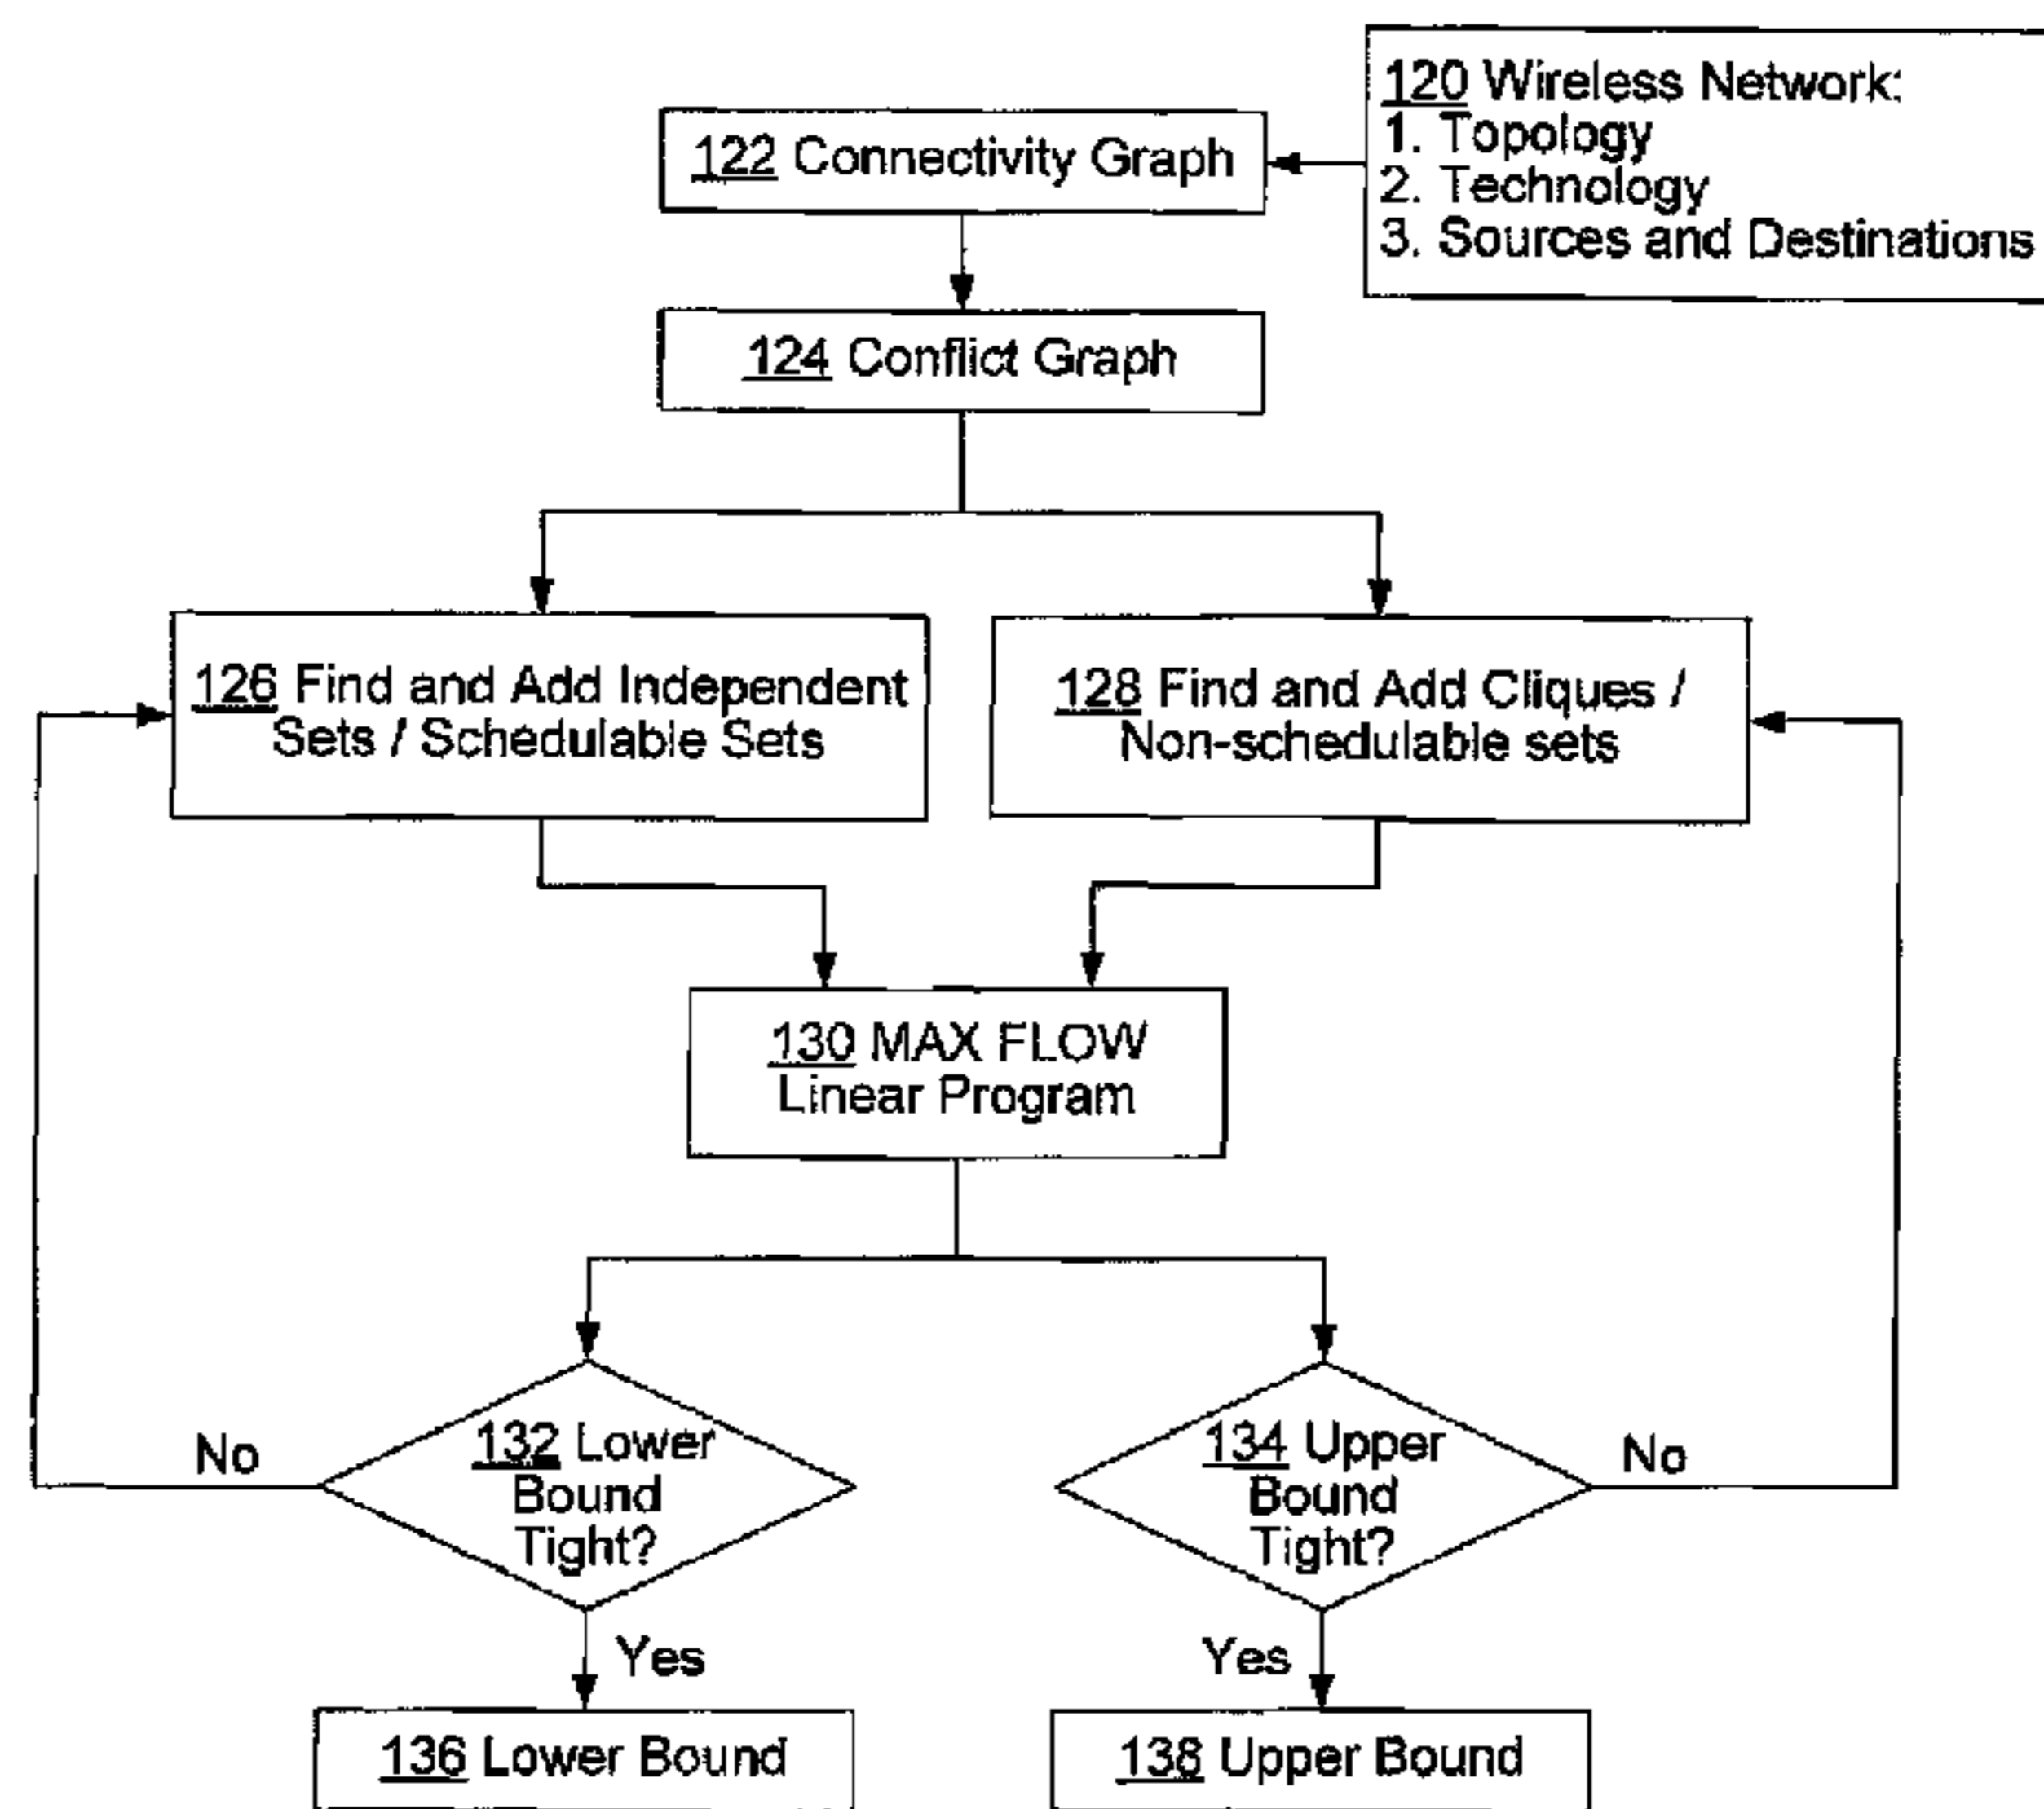 120 Wireless Network:
1. Topology
2. Technology
3. Sources and Destinations
122 Connectivity Graph
124 Conflict Graph
126 Find and Add Independent
Sets / Schedulable Sets
128 Find and Add Cliques /
Non-schedulable sets
130 MAX FLOW
Linear Program
132 Lower
Bound
Tight?
No
Yes
134 Upper
Bound
Tight?
No
Yes
136 Lower Bound
138 Upper Bound